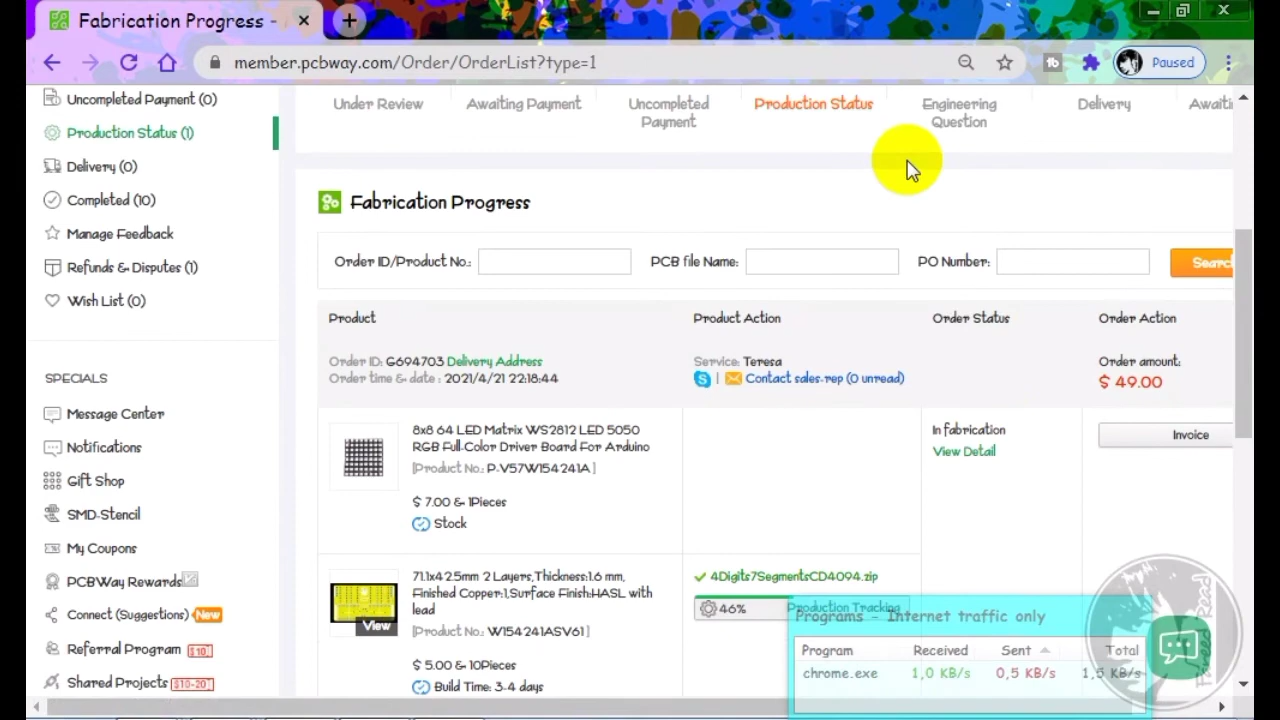 Fabrication Progress -
member.pcbway.com/Order/OrderList?type=1
Paused
Uncompleted Payment (0)
Production Status (1)
Delivery (0)
Completed (10)
Manage Feedback
Refunds & Disputes (1)
Wish List (0)
SPECIALS
Message Center
Notifications
Gift Shop
SMD-Stencil
My Coupons
PCBWay Rewards
Connect (Suggestions) New
Referral Program $10
Shared Projects $10-20
Under Review
Awaiting Payment
Uncompleted
Payment
Production Status
Engineering
Question
Delivery
Awaiti
Fabrication Progress
Order ID/Product No.:
PCB file Name:
PO Number:
Search
Product
Product Action
Order Status
Order Action
Order ID: G694703 Delivery Address
Order time & date : 2021/4/21 22:18:44
Service: Teresa
| Contact sales-rep (0 unread)
Order amount:
$ 49.00
8x8 64 LED Matrix WS2812 LED 5050
RGB Full-Color Driver Board For Arduino
[Product No.: P-V57W154241A ]
$ 7.00 & 1Pieces
Stock
In fabrication
View Detail
Invoice
View
71.1x42.5mm 2 Layers,Thickness:1.6 mm,
Finished Copper:1,Surface Finish:HASL with
lead
[Product No.: W154241ASV61 ]
$ 5.00 & 10Pieces
Build Time: 3-4 days
4Digits7SegmentsCD4094.zip
46%
Production Tracking
Programs - Internet traffic only
Program Received Sent Total
chrome.exe 1,0 KB/s 0,5 KB/s 1,5 KB/s